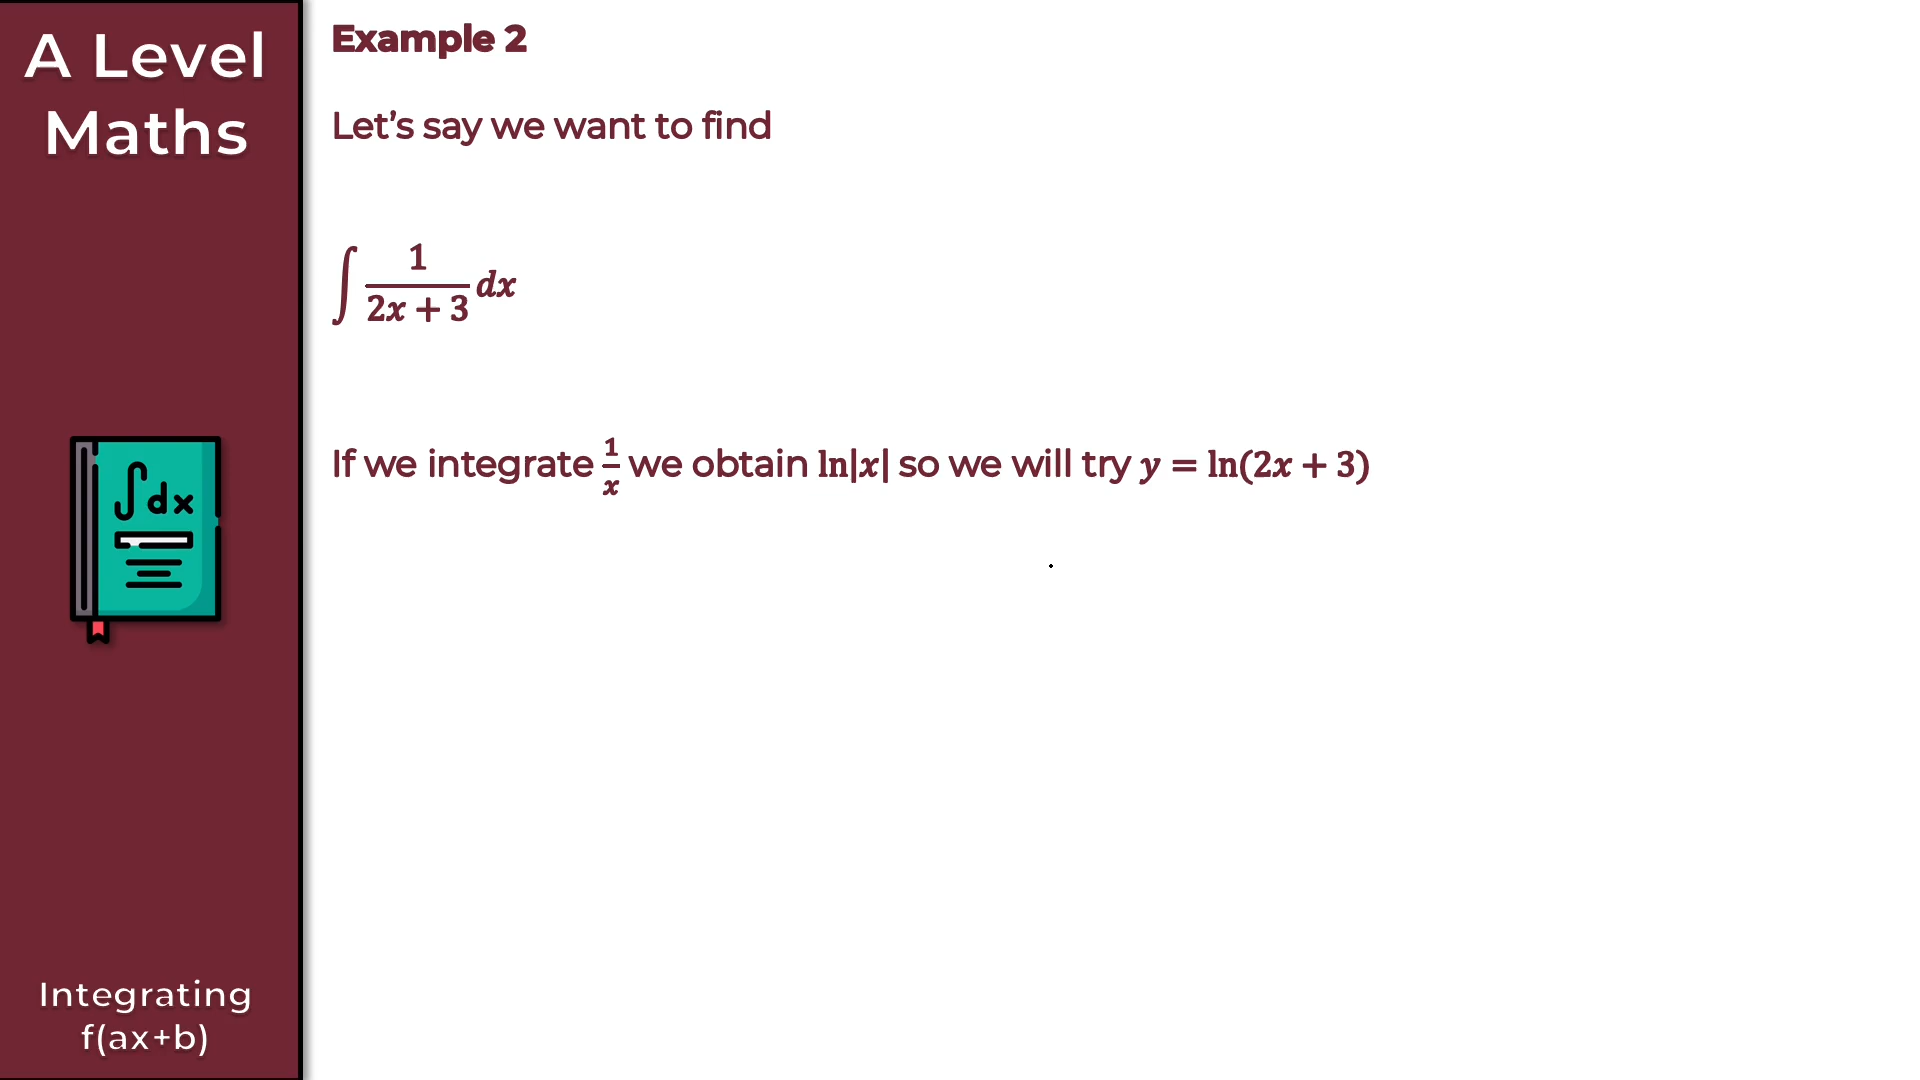 A Level
Maths
∫dx
Integrating
f(ax+b)
Example 2
Let’s say we want to find
∫ 1/(2x + 3) dx
If we integrate 1/x we obtain ln|x| so we will try y = ln(2x + 3)